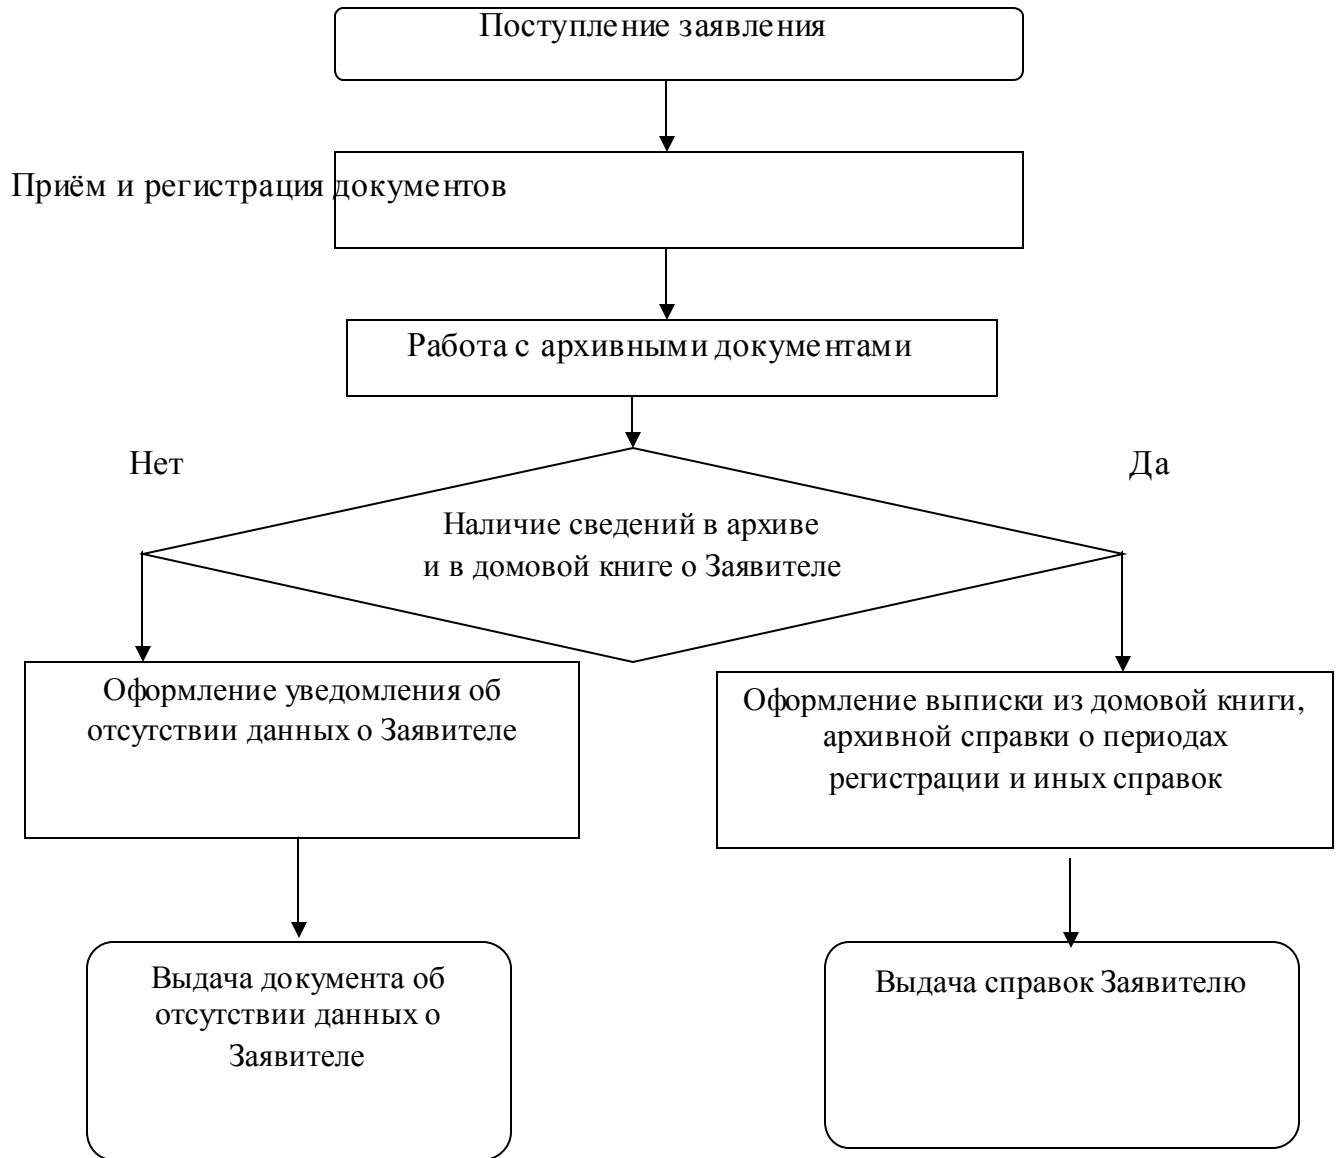 Поступление заявления
Приём и регистрация документов
Работа с архивными документами
Нет
Да
Наличие сведений в архиве
и в домовой книге о Заявителе
Оформление уведомления об
отсутствии данных о Заявителе
Оформление выписки из домовой книги,
архивной справки о периодах
регистрации и иных справок
Выдача документа об
отсутствии данных о
Заявителе
Выдача справок Заявителю